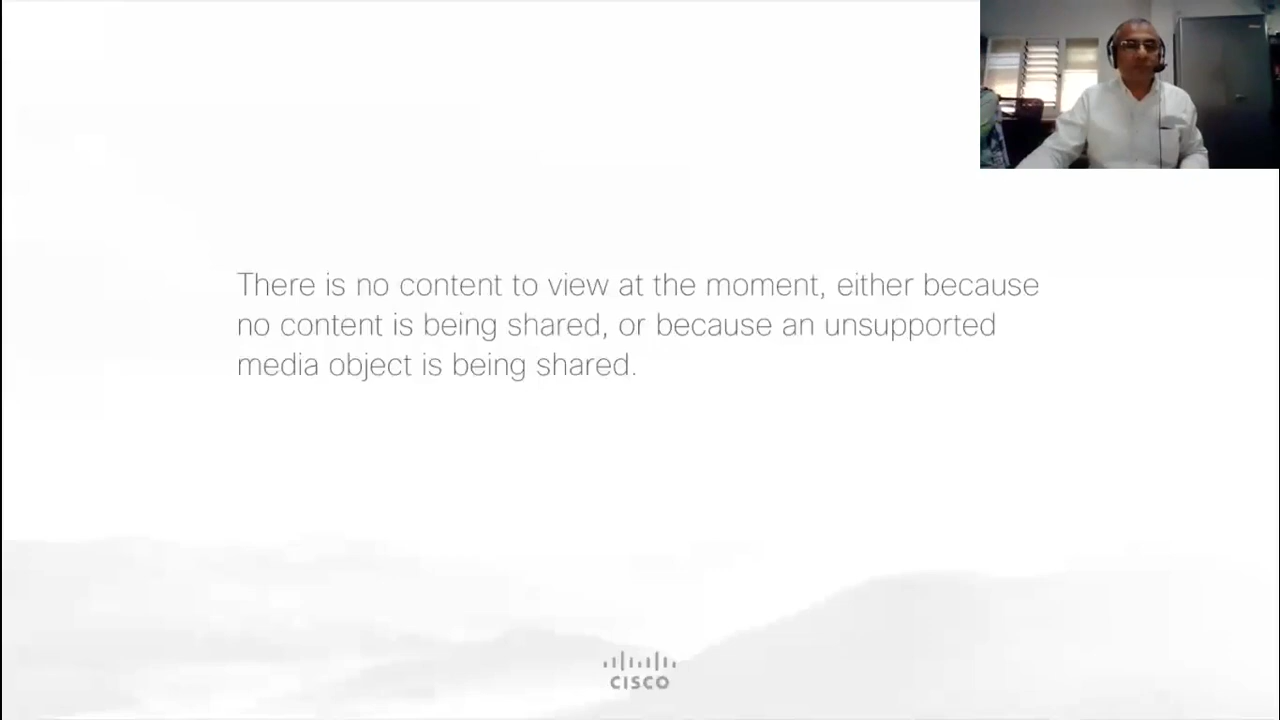 There is no content to view at the moment, either because
no content is being shared, or because an unsupported
media object is being shared.
CISCO